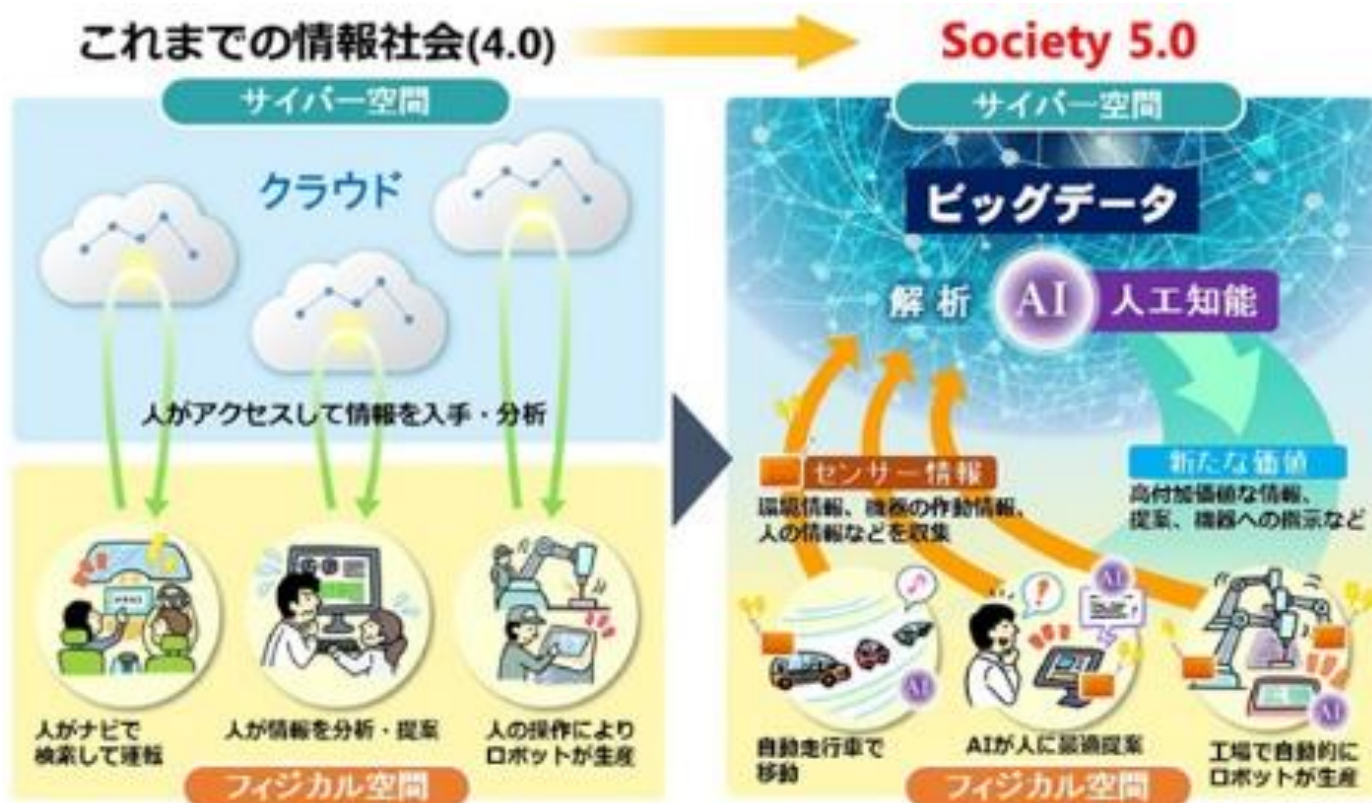 これまでの情報社会(4.0)
Society 5.0
サイバー空間
クラウド
人がアクセスして情報を入手・分析
人がナビで
検索して運転
人が情報を分析・提案
人の操作により
ロボットが生産
フィジカル空間
サイバー空間
ビッグデータ
解析
AI
人工知能
センサー情報
環境情報、機器の作動情報、
人の情報などを収集
新たな価値
高付加価値な情報、
提案、機器への指示など
AI
AI
AI
自動走行車で
移動
AIが人に最適提案
工場で自動的に
ロボットが生産
フィジカル空間